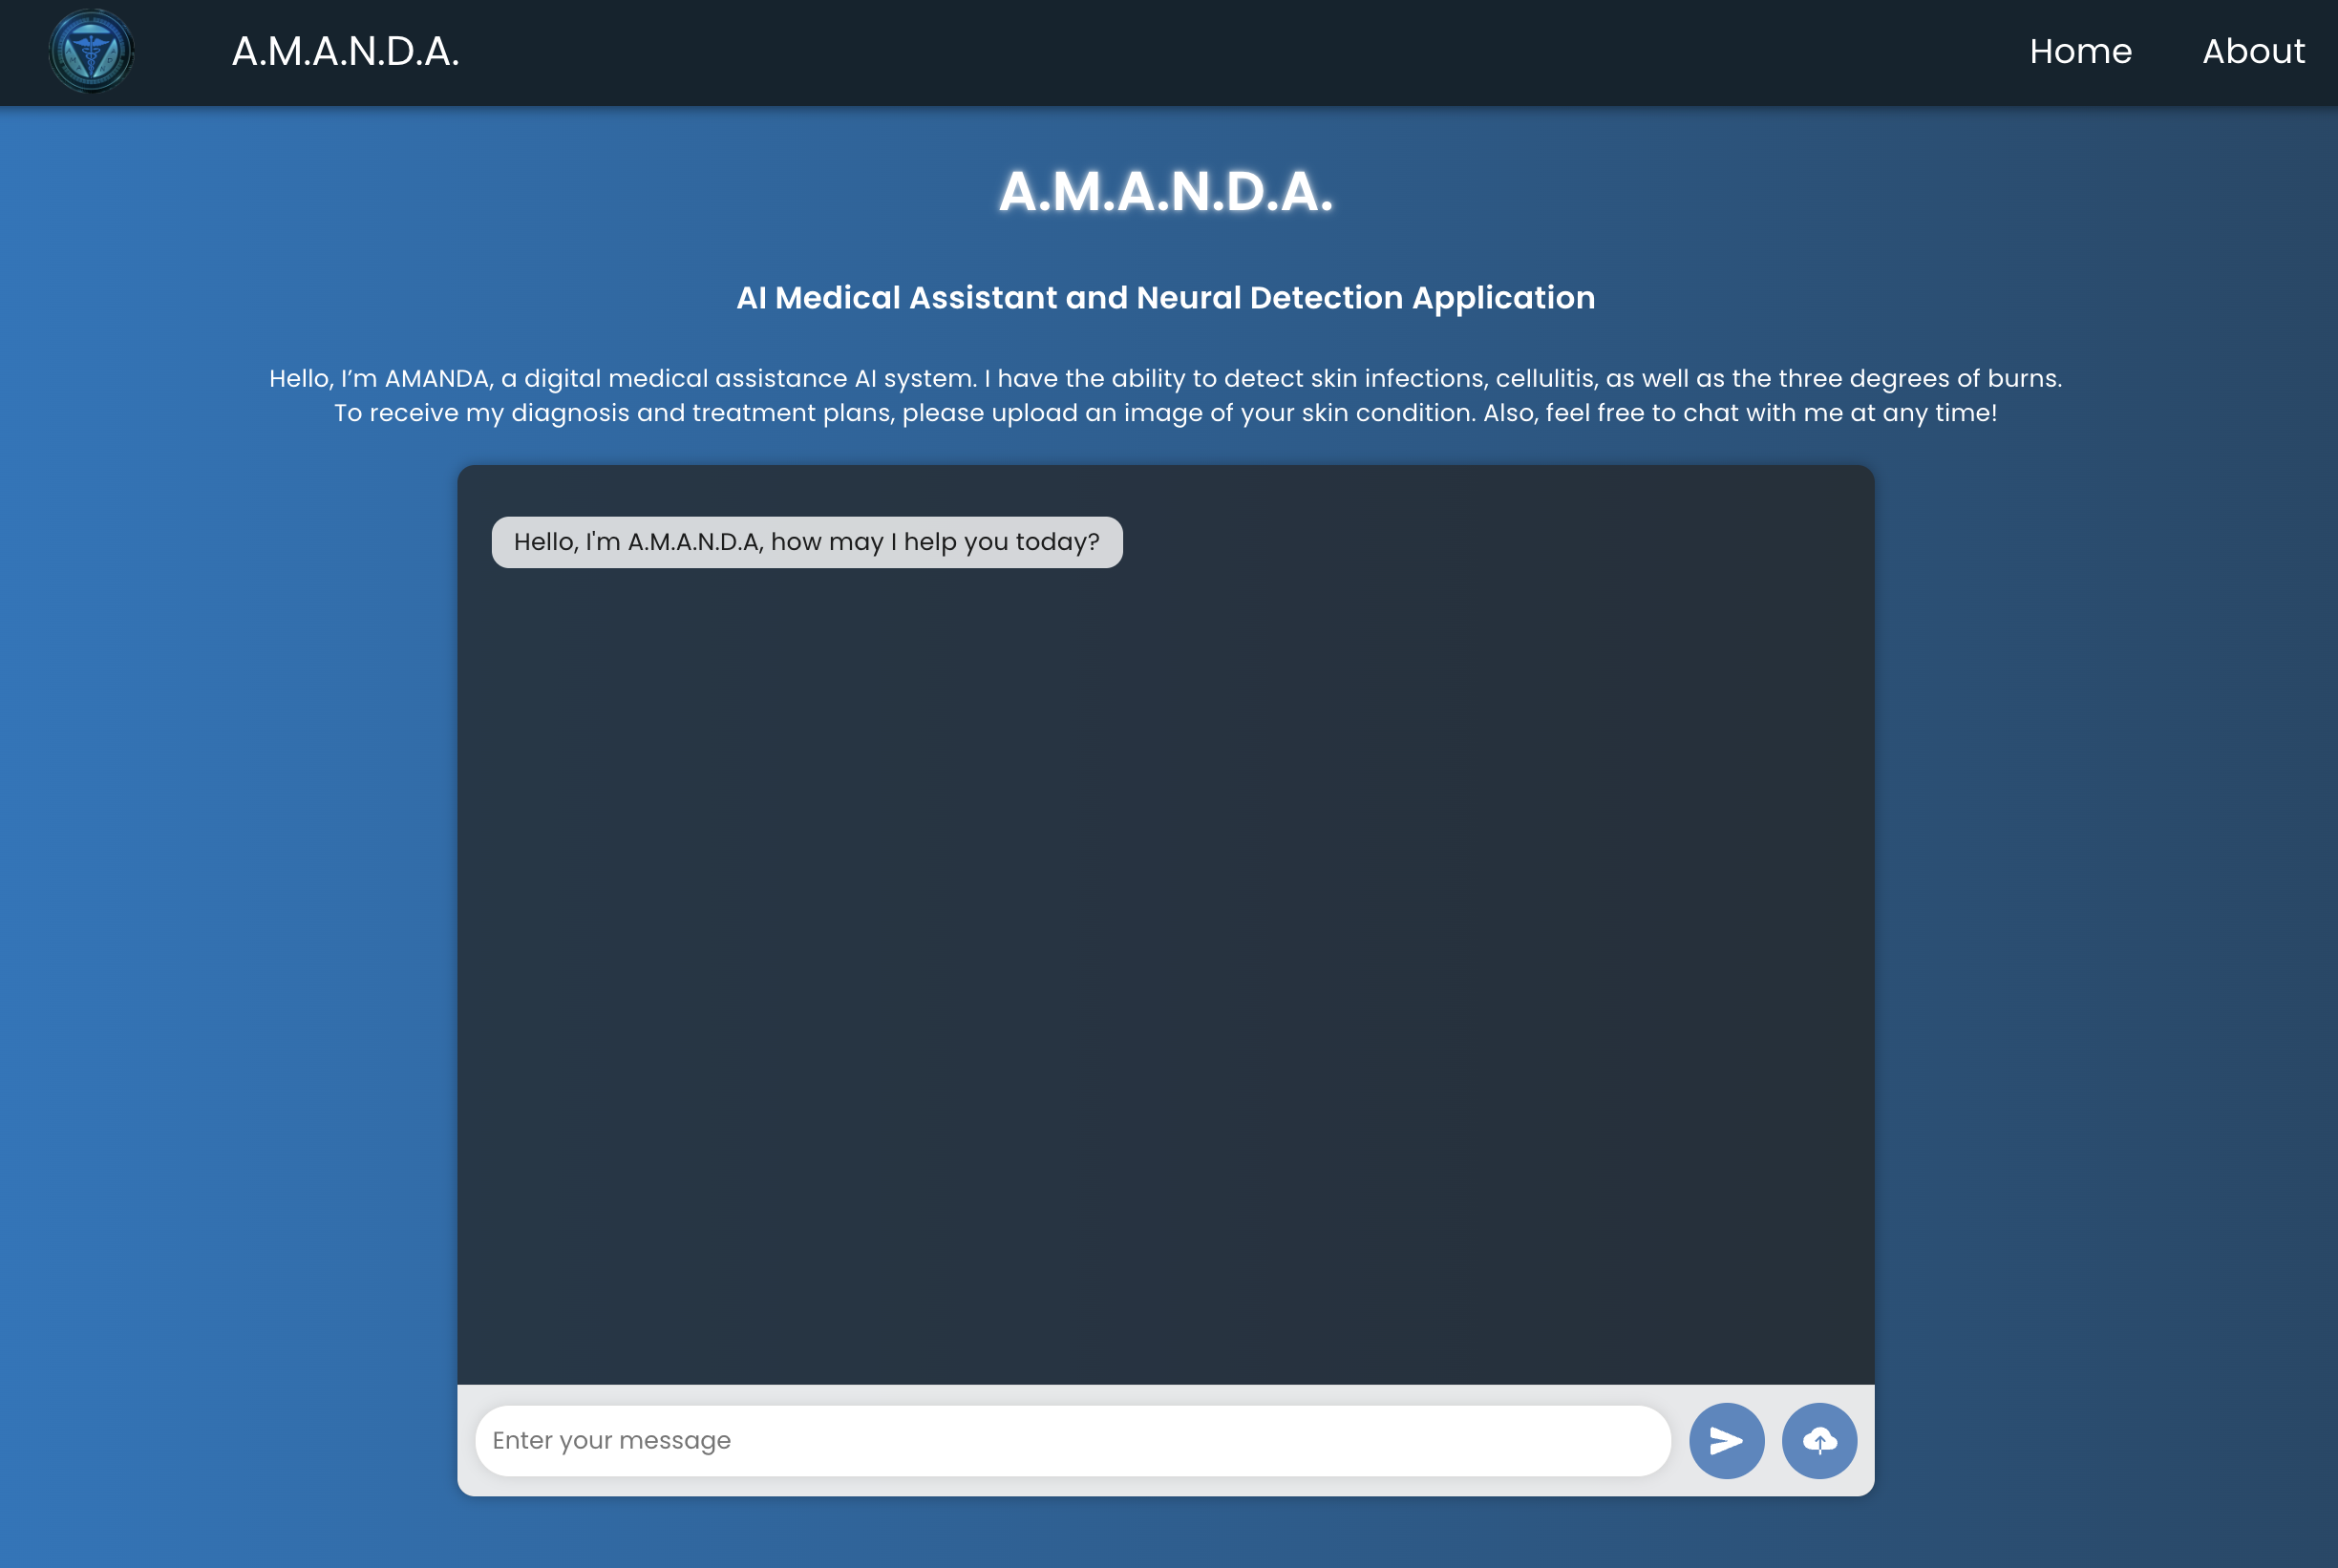 A.M.A.N.D.A.
Home
About
A.M.A.N.D.A.
AI Medical Assistant and Neural Detection Application
Hello, I’m AMANDA, a digital medical assistance AI system. I have the ability to detect skin infections, cellulitis, as well as the three degrees of burns.
To receive my diagnosis and treatment plans, please upload an image of your skin condition. Also, feel free to chat with me at any time!
Hello, I'm A.M.A.N.D.A, how may I help you today?
Enter your message